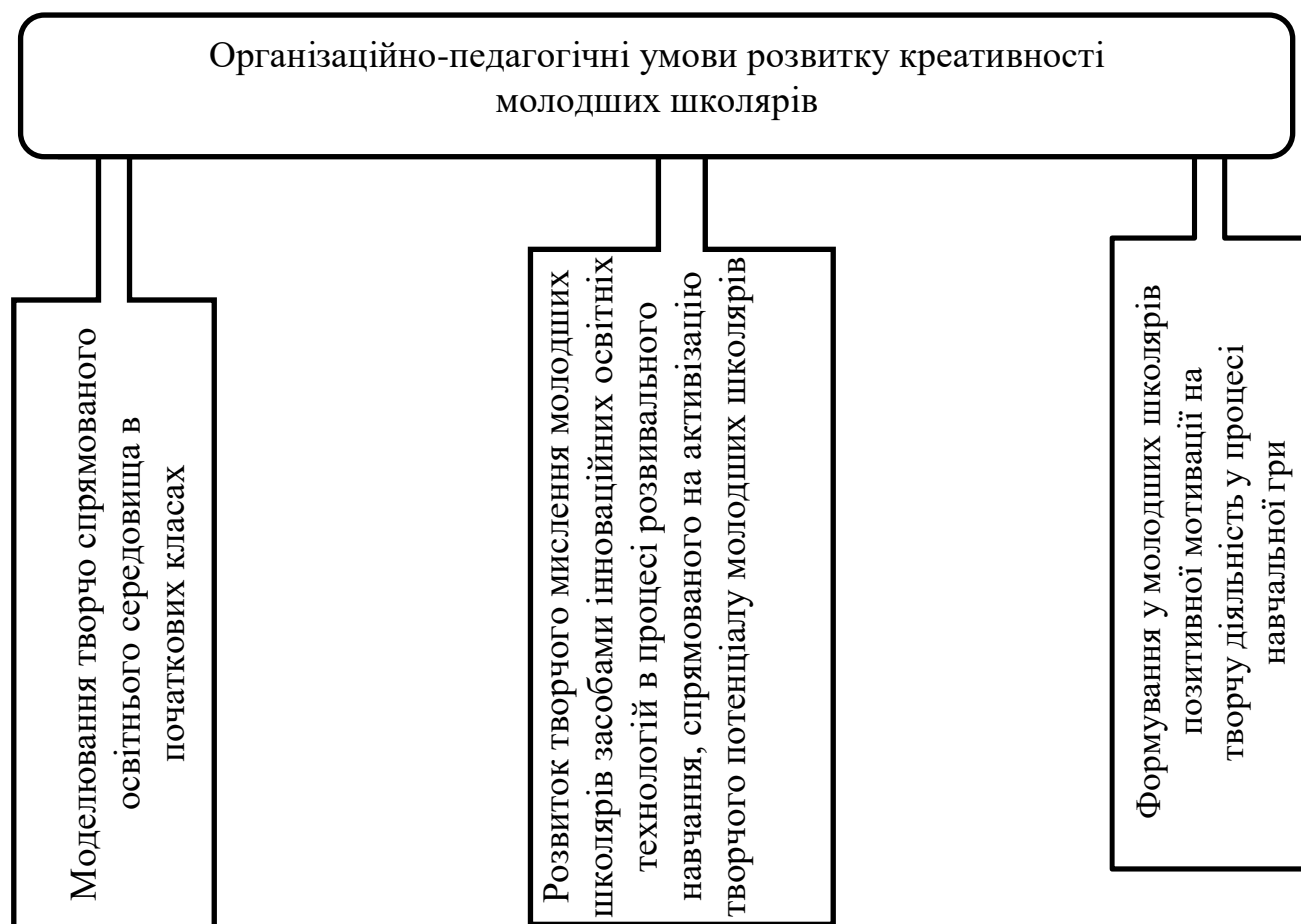 Організаційно-педагогічні умови розвитку креативності
молодших школярів
Моделювання творчо спрямованого
освітнього середовища в
початкових класах
Розвиток творчого мислення молодших
школярів засобами інноваційних освітніх
технологій в процесі розвивального
навчання, спрямованого на активізацію
творчого потенціалу молодших школярів
Формування у молодших школярів
позитивної мотивації на
творчу діяльність у процесі
навчальної гри